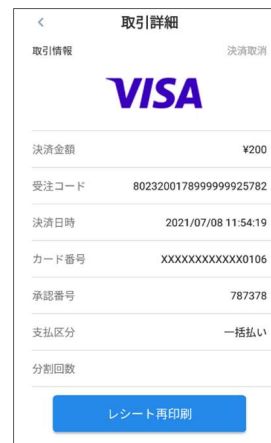 取引詳細
取引情報 決済取消
VISA
決済金額 ¥200
受注コード 8023200178999999925782
決済日時 2021/07/08 11:54:19
カード番号 XXXXXXXXXXXX0106
承認番号 787378
支払区分 一括払い
分割回数
レシート再印刷